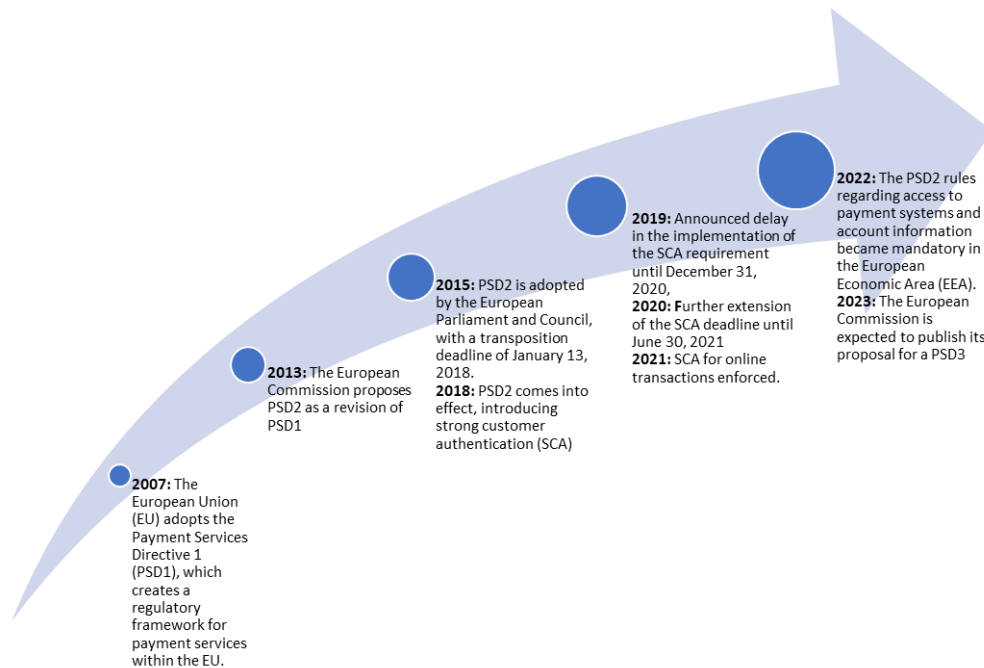 2007: The
European Union
(EU) adopts the
Payment Services
Directive 1
(PSD1), which
creates a
regulatory
framework for
payment services
within the EU.
2013: The European
Commission proposes
PSD2 as a revision of
PSD1
2015: PSD2 is adopted
by the European
Parliament and Council,
with a transposition
deadline of January 13,
2018.
2018: PSD2 comes into
effect, introducing
strong customer
authentication (SCA)
2019: Announced delay
in the implementation of
the SCA requirement
until December 31,
2020,
2020: Further extension
of the SCA deadline until
June 30, 2021
2021: SCA for online
transactions enforced.
2022: The PSD2 rules
regarding access to
payment systems and
account information
became mandatory in
the European
Economic Area (EEA).
2023: The European
Commission is
expected to publish its
proposal for a PSD3